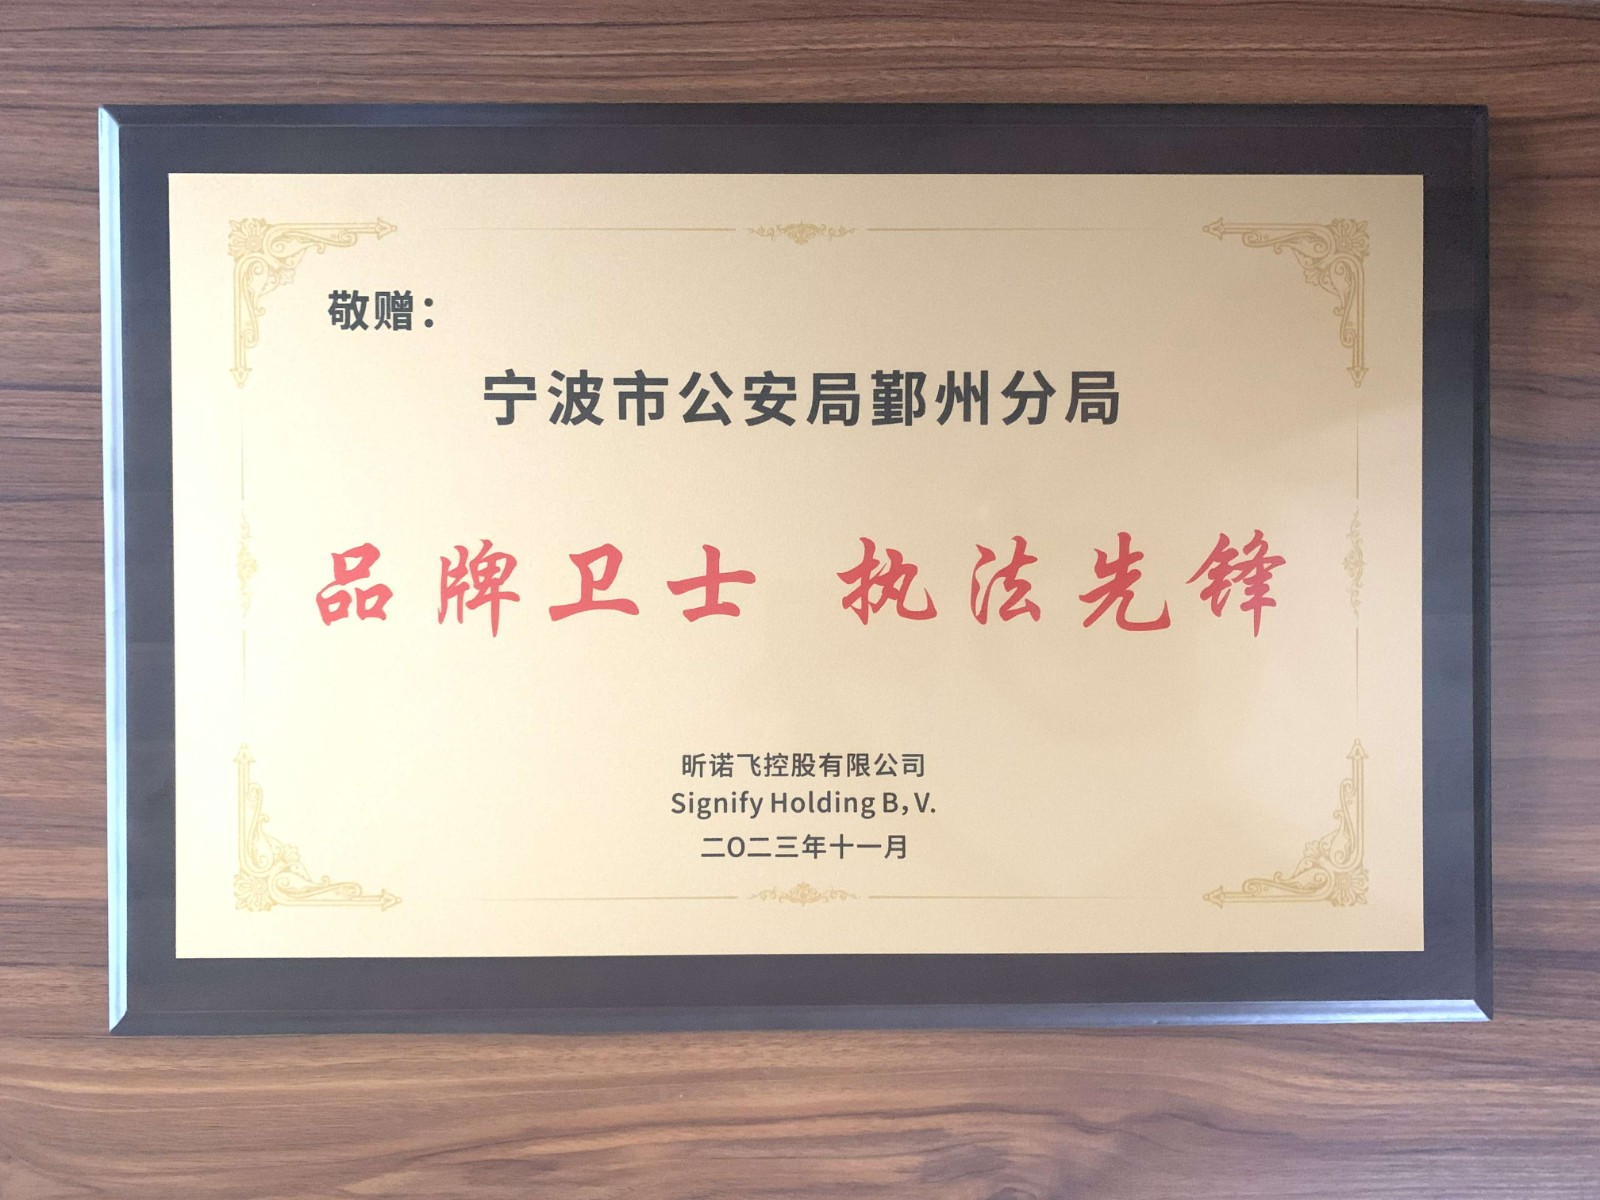 敬赠：
宁波市公安局鄞州分局
品牌卫士 执法先锋
昕诺飞控股有限公司
Signify Holding B，V.
二O二三年十一月